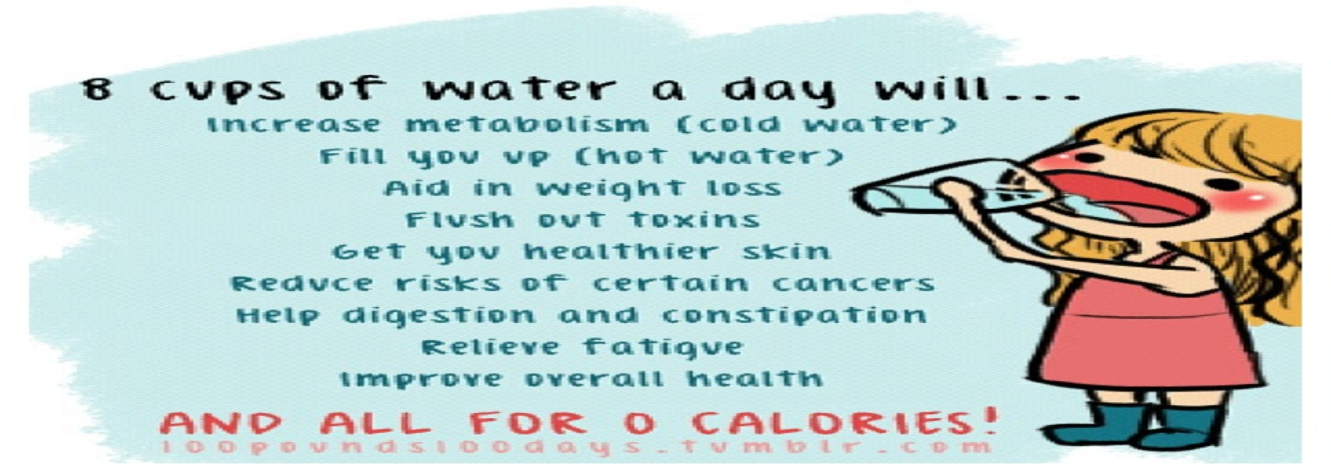 8 cups of water a day will...
Increase metabolism (cold water)
Fill you up (hot water)
Aid in weight loss
Flush out toxins
Get you healthier skin
Reduce risks of certain cancers
Help digestion and constipation
Relieve fatigue
Improve overall health
AND ALL FOR 0 CALORIES!
100pounds100days.tumblr.com